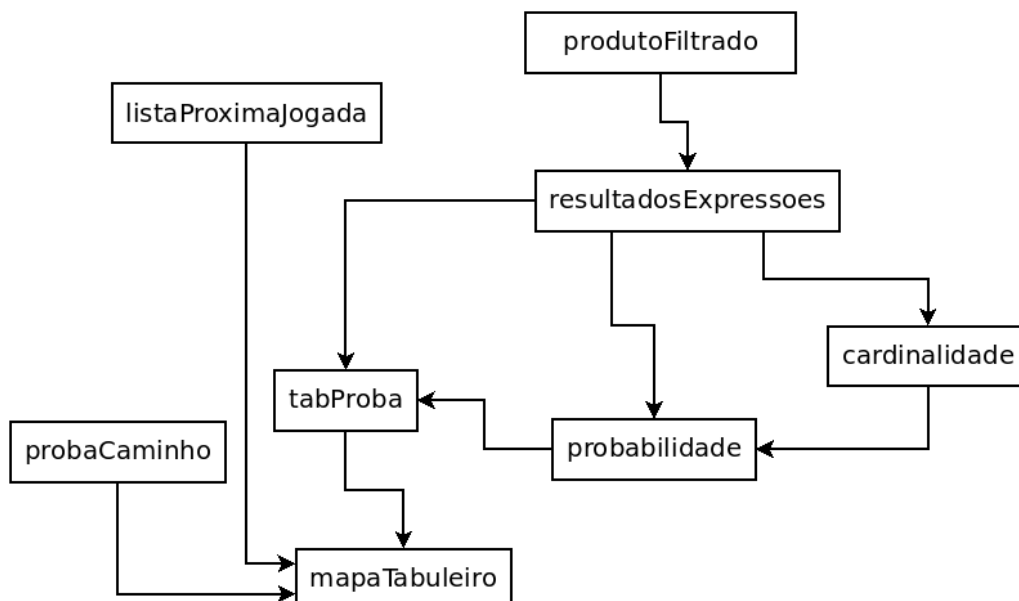 produtoFiltrado
listaProximaJogada
resultadosExpressoes
cardinalidade
tabProba
probaCaminho
probabilidade
mapaTabuleiro